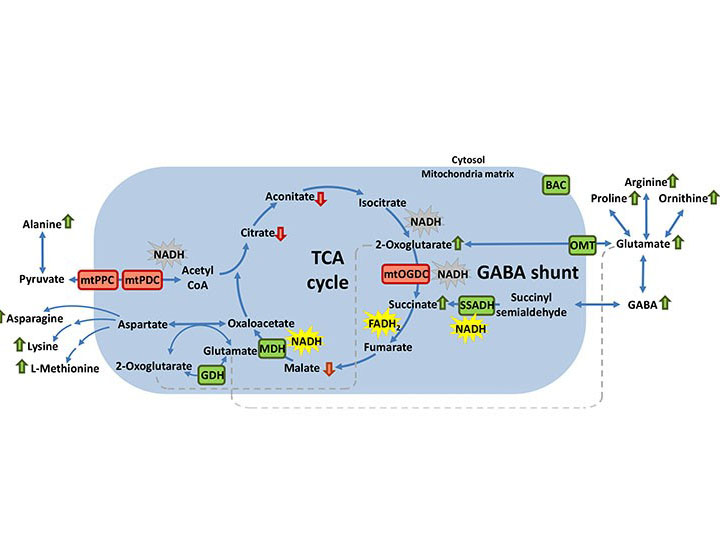 Cytosol
Mitochondria matrix
BAC
Arginine
Proline
Ornithine
Aconitate
Isocitrate
NADH
Alanine
Citrate
TCA
cycle
2-Oxoglutarate
OMT
Glutamate
NADH
Pyruvate
mtPPC
mtPDC
Acetyl
CoA
mtOGDC
NADH
GABA shunt
Succinate
SSADH
Succinyl
semialdehyde
GABA
Asparagine
Aspartate
Oxaloacetate
FADH2
NADH
Lysine
Glutamate
MDH
NADH
Fumarate
L-Methionine
2-Oxoglutarate
GDH
Malate